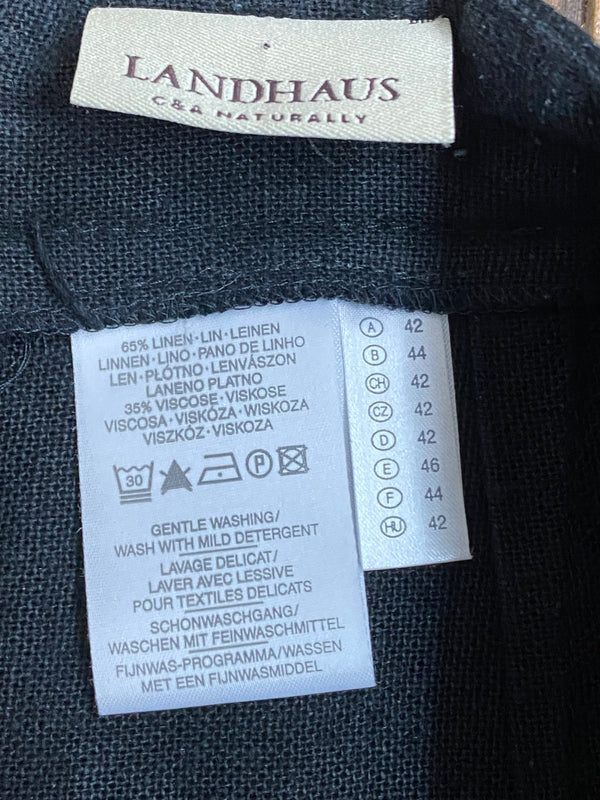 LANDHAUS
C&A NATURALLY
65% LINEN·LIN·LEINEN
LINNEN·LINO·PANO DE LINHO
LEN·PŁÓTNO·LENVÁSZON
LANENO PLATNO
35% VISCOSE·VISKOSE
VISCOSA·VISKÓZA·WISKOZA
VISZKÓZ·VISKOZA
30 P
GENTLE WASHING/
WASH WITH MILD DETERGENT
LAVAGE DELICAT/
LAVER AVEC LESSIVE
POUR TEXTILES DELICATS
SCHONWASCHGANG/
WASCHEN MIT FEINWASCHMITTEL
FIJNWAS-PROGRAMMA/WASSEN
MET EEN FIJNWASMIDDEL
A 42
B 44
CH 42
CZ 42
D 42
E 46
F 44
HU 42